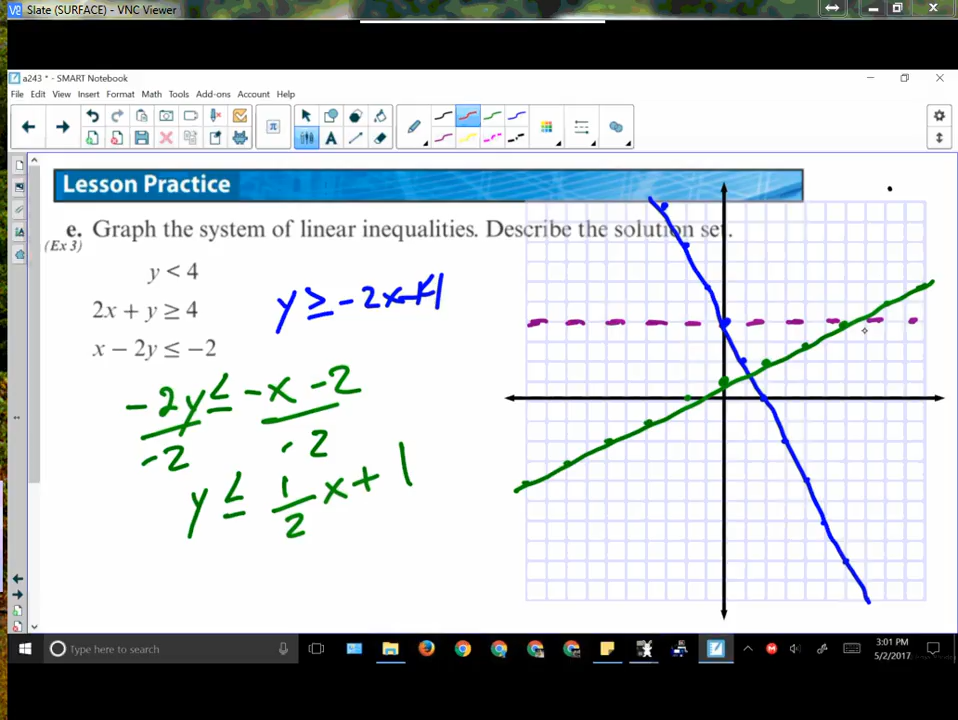 Slate (SURFACE) - VNC Viewer
a243 * - SMART Notebook
File Edit View Insert Format Math Tools Add-ons Account Help
Lesson Practice
e. Graph the system of linear inequalities. Describe the solution set.
(Ex 3)
y < 4
2x + y ≥ 4
x − 2y ≤ −2
y ≥ -2x+4
-2y ≤ -x -2
-2 -2
y ≤ 1/2 x + 1
Type here to search
3:01 PM
5/2/2017